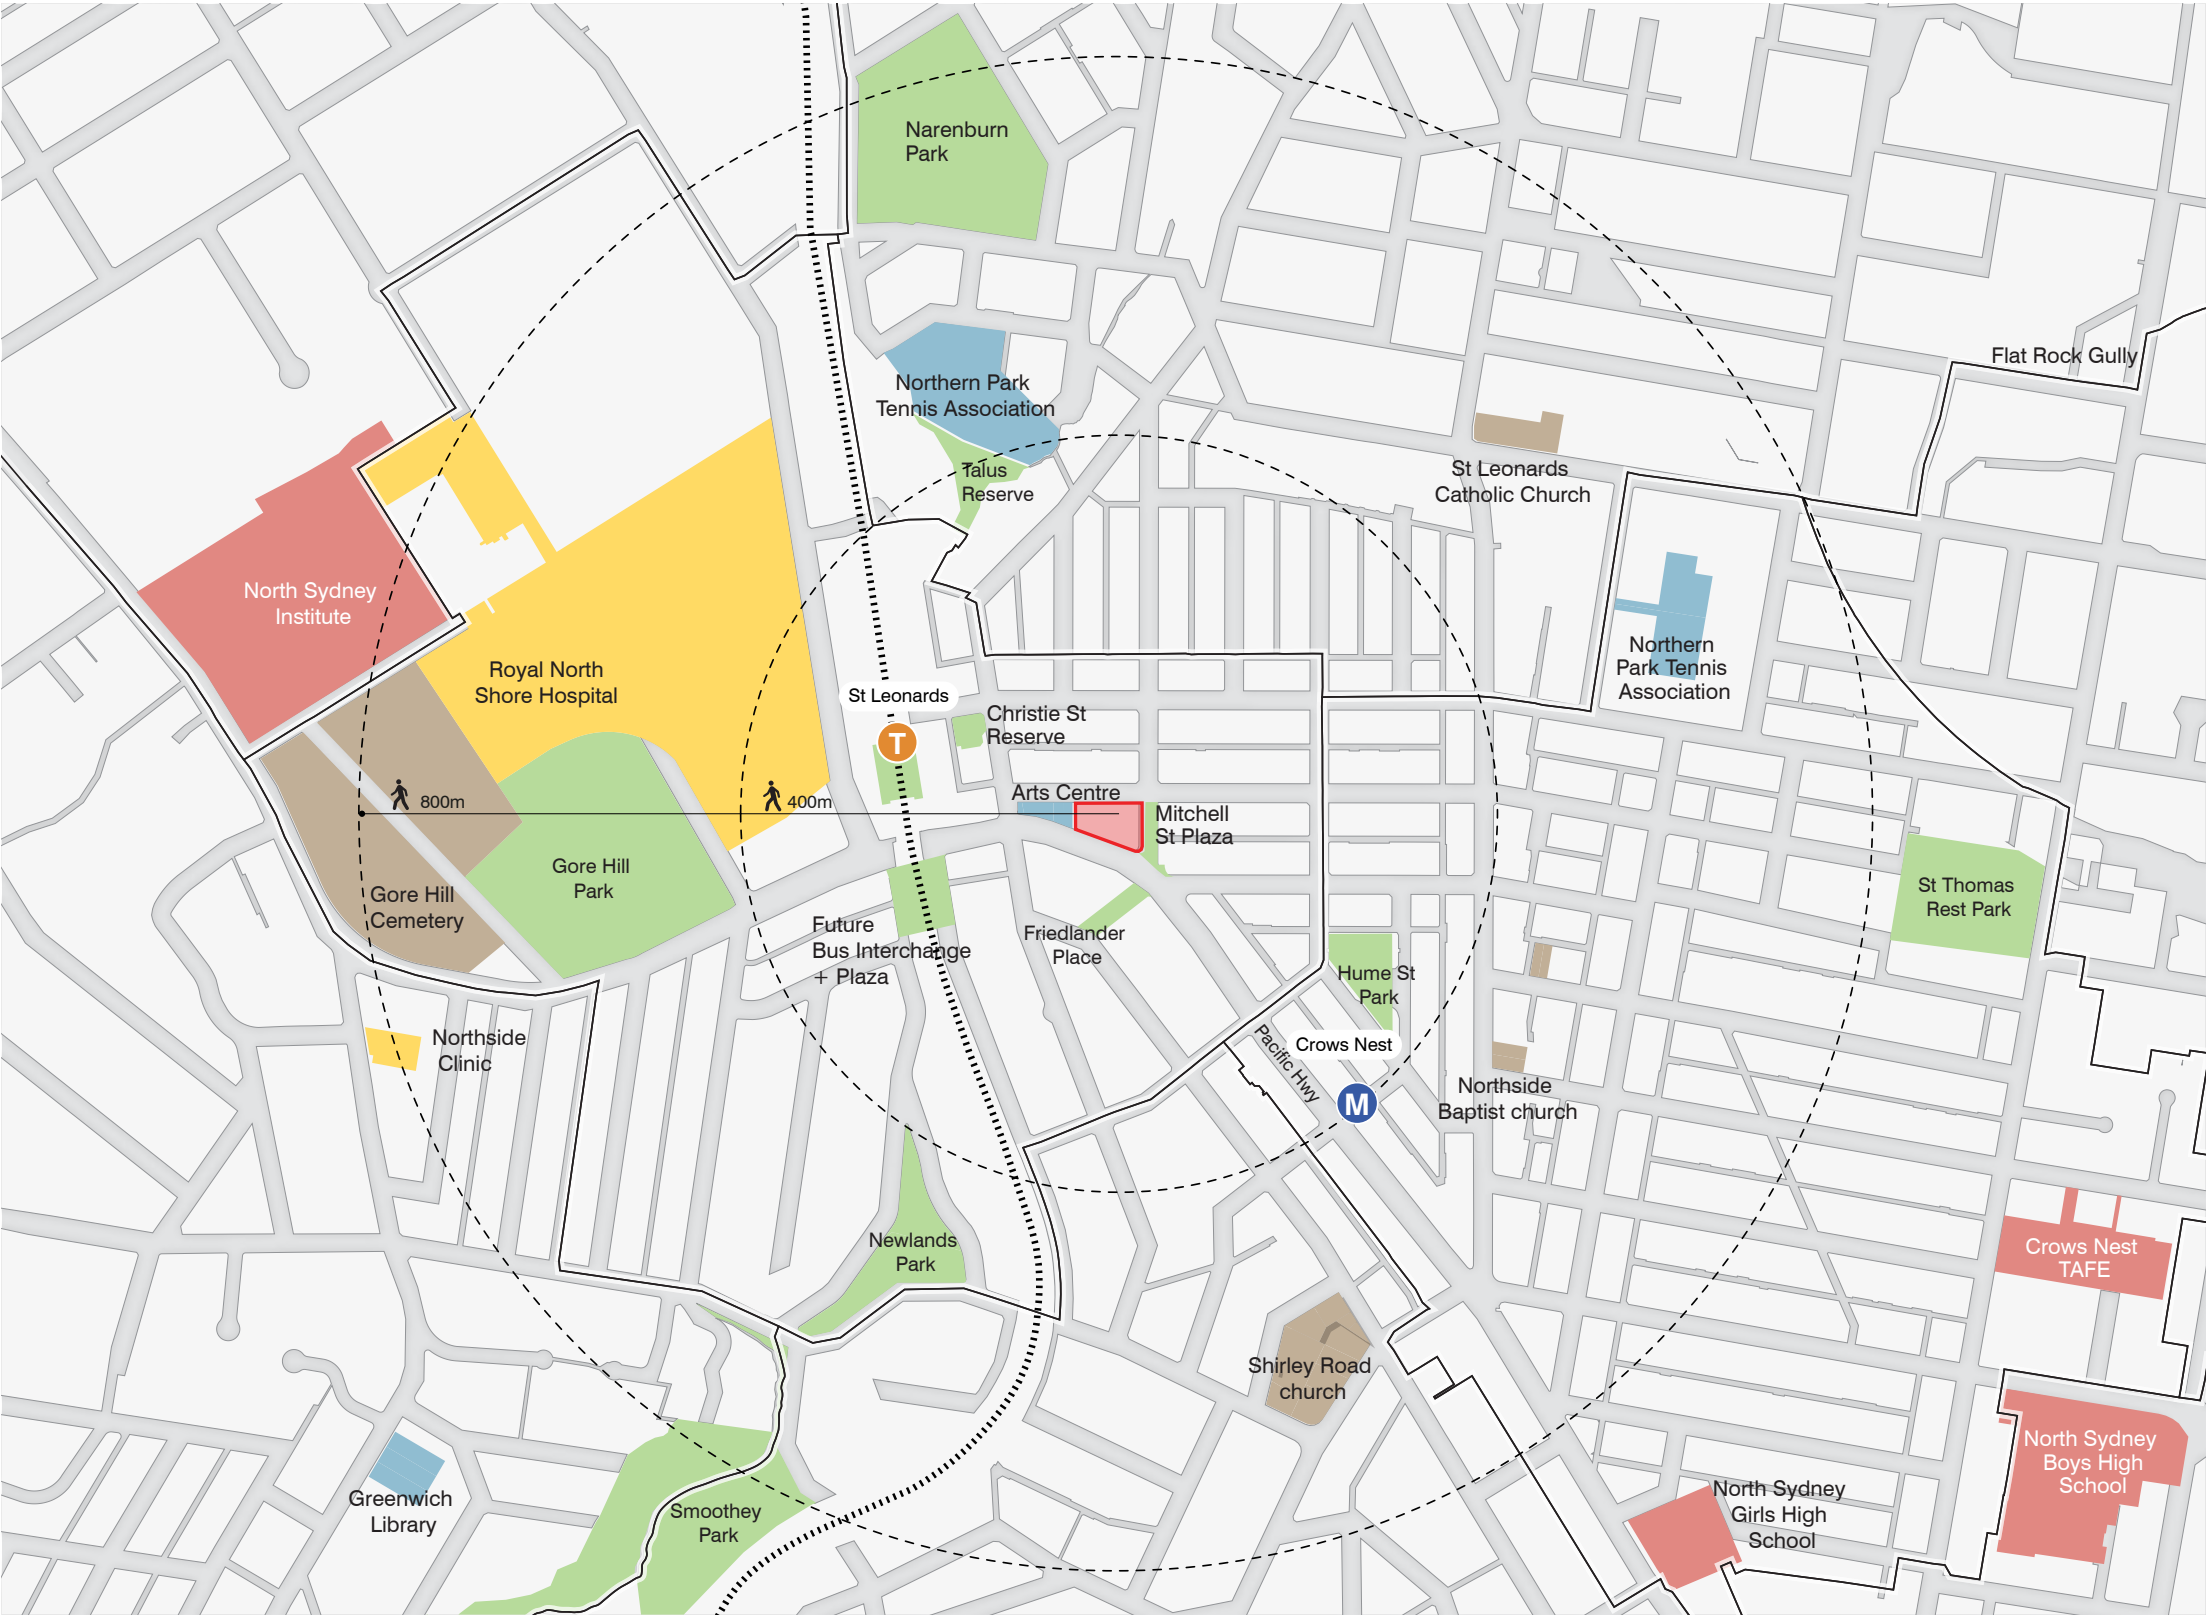 Narenburn
Park
Flat Rock Gully
Northern Park
Tennis Association
Talus
Reserve
St Leonards
Catholic Church
North Sydney
Institute
Royal North
Shore Hospital
Northern
Park Tennis
Association
St Leonards
T
Christie St
Reserve
800m
400m
Arts Centre
Mitchell
St Plaza
Gore Hill
Park
Gore Hill
Cemetery
St Thomas
Rest Park
Future
Bus Interchange
+ Plaza
Friedlander
Place
Hume St
Park
Northside
Clinic
Pacific Hwy
Crows Nest
M
Northside
Baptist church
Newlands
Park
Crows Nest
TAFE
Shirley Road
church
North Sydney
Boys High
School
Greenwich
Library
Smoothey
Park
North Sydney
Girls High
School